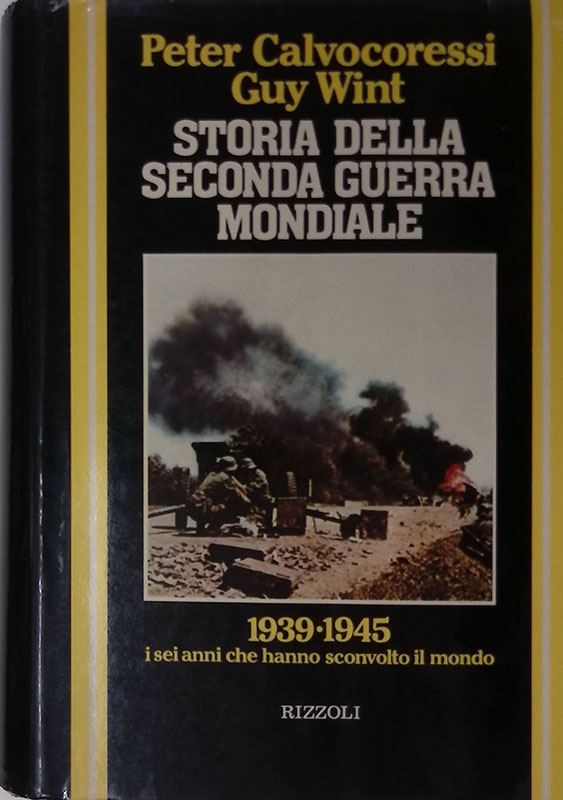 Peter Calvocoressi
Guy Wint
STORIA DELLA
SECONDA GUERRA
MONDIALE
1939·1945
i sei anni che hanno sconvolto il mondo
RIZZOLI